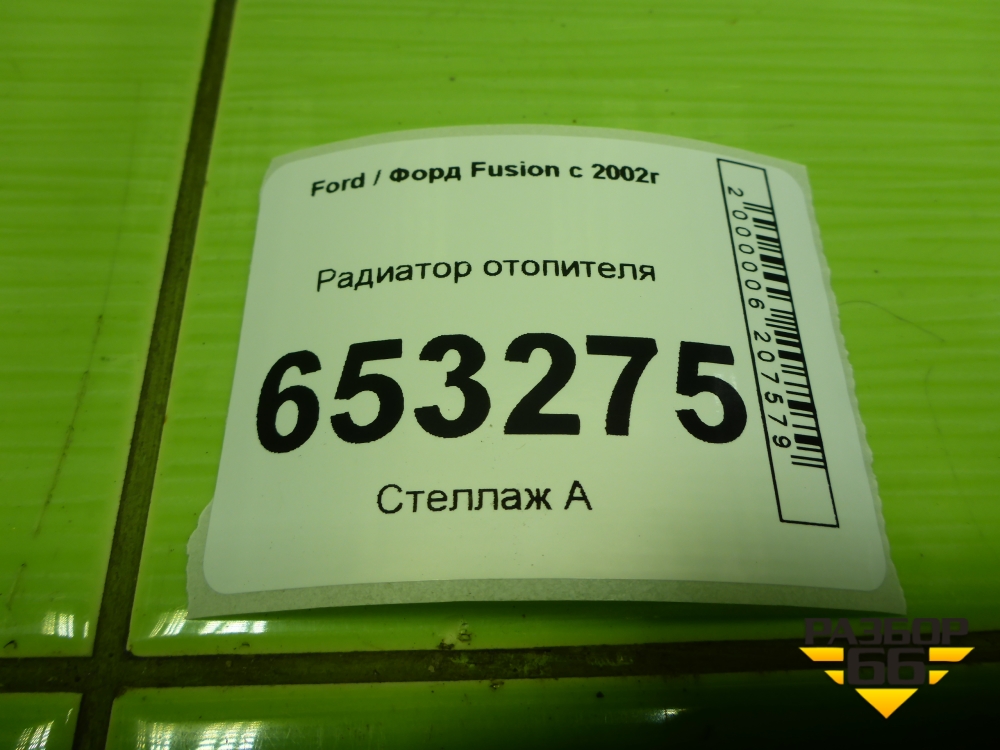 Ford / Форд Fusion с 2002г
Радиатор отопителя
653275
Стеллаж А
2000006207579
РАЗБОР
66